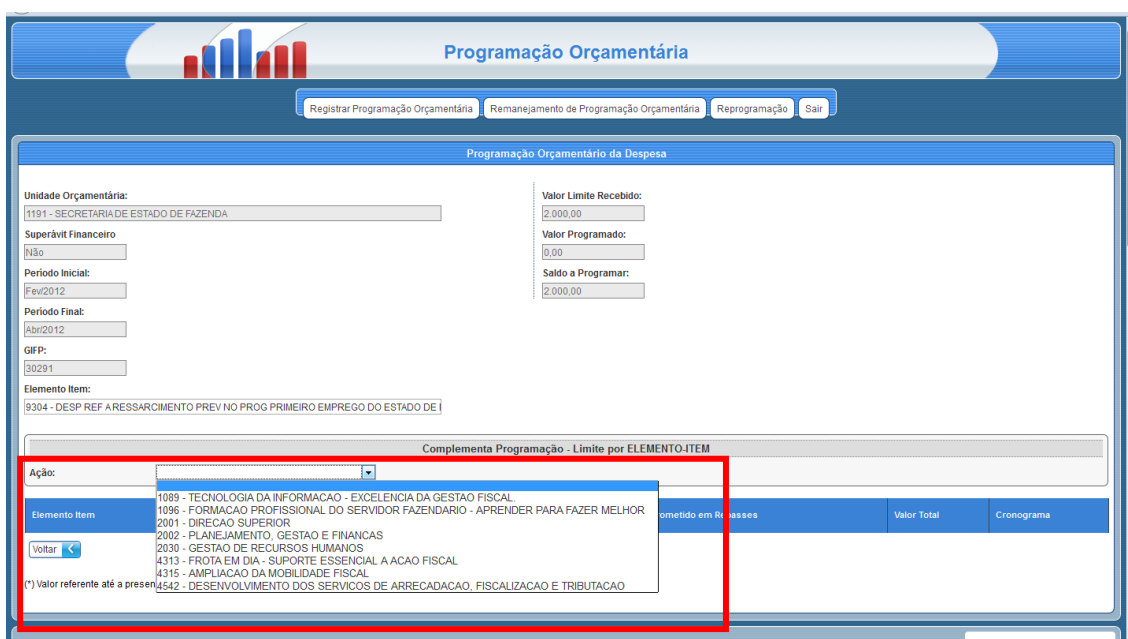 Programação Orçamentária
Registrar Programação Orçamentária Remanejamento de Programação Orçamentária Reprogramação Sair
Programação Orçamentário da Despesa
Unidade Orçamentária:
1191 - SECRETARIA DE ESTADO DE FAZENDA
Superávit Financeiro
Não
Período Inicial:
Fev/2012
Período Final:
Abr/2012
GIFP:
30291
Elemento Item:
9304 - DESP REF A RESSARCIMENTO PREV NO PROG PRIMEIRO EMPREGO DO ESTADO DE
Valor Limite Recebido:
2.000,00
Valor Programado:
0,00
Saldo a Programar:
2.000,00
Complementa Programação - Limite por ELEMENTO-ITEM
Ação:
1089 - TECNOLOGIA DA INFORMACAO - EXCELENCIA DA GESTAO FISCAL.
1096 - FORMACAO PROFISSIONAL DO SERVIDOR FAZENDARIO - APRENDER PARA FAZER MELHOR
2001 - DIRECAO SUPERIOR
2002 - PLANEJAMENTO, GESTAO E FINANCAS
2030 - GESTAO DE RECURSOS HUMANOS
4313 - FROTA EM DIA - SUPORTE ESSENCIAL A ACAO FISCAL
4315 - AMPLIACAO DA MOBILIDADE FISCAL
4542 - DESENVOLVIMENTO DOS SERVICOS DE ARRECADACAO, FISCALIZACAO E TRIBUTACAO
Elemento Item em Repasses Valor Total Cronograma
Voltar
(*) Valor referente até a